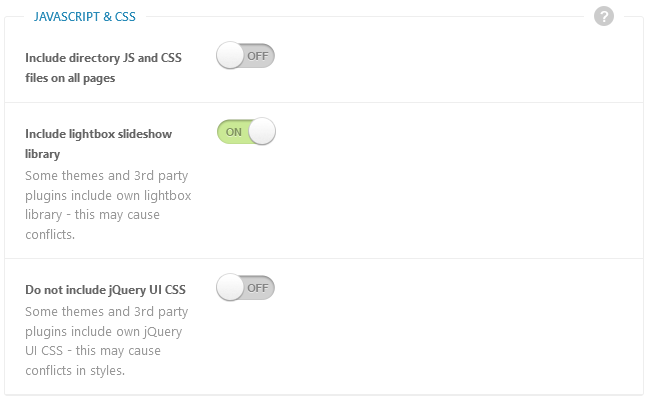 JAVASCRIPT & CSS
?
Include directory JS and CSS
files on all pages
OFF
Include lightbox slideshow
library
ON
Some themes and 3rd party
plugins include own lightbox
library - this may cause
conflicts.
Do not include jQuery UI CSS
OFF
Some themes and 3rd party
plugins include own jQuery
UI CSS - this may cause
conflicts in styles.